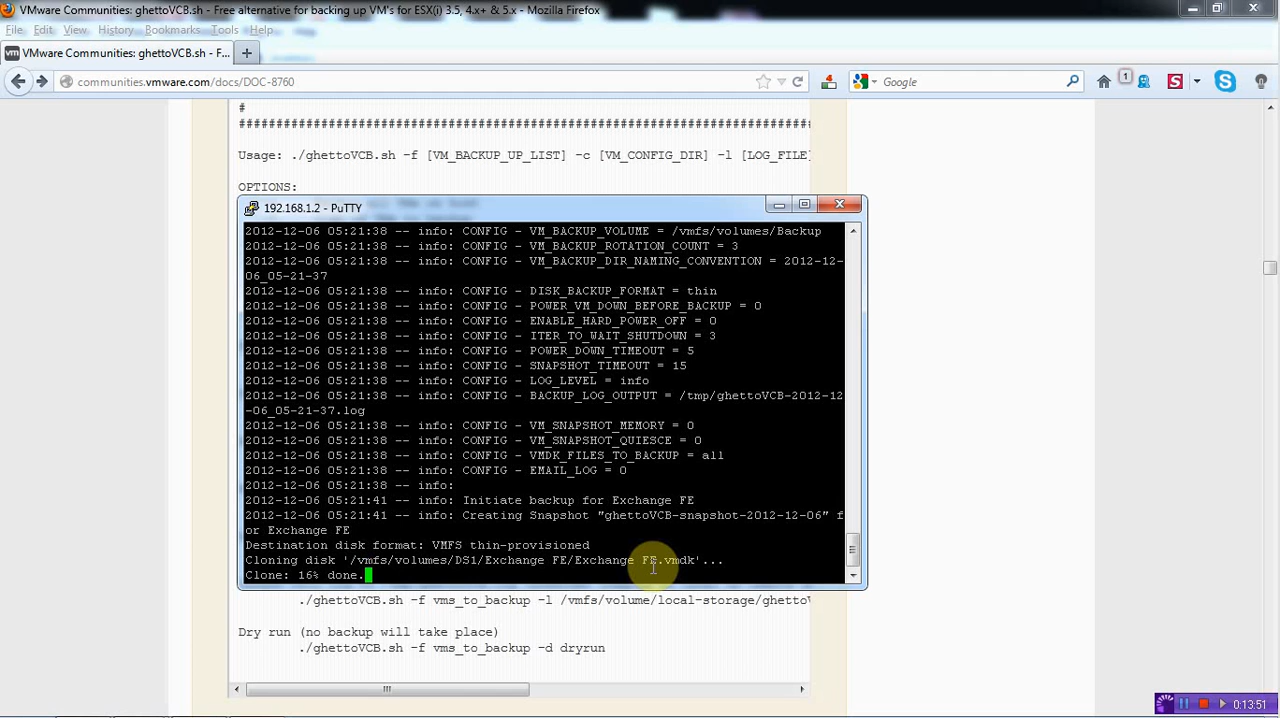 VMware Communities: ghettoVCB.sh - Free alternative for backing up VM's for ESX(i) 3.5, 4.x+ & 5.x - Mozilla Firefox
File Edit View History Bookmarks Tools Help
VMware Communities: ghettoVCB.sh - F...
communities.vmware.com/docs/DOC-8760
Google
1
#
Usage: ./ghettoVCB.sh -f [VM_BACKUP_UP_LIST] -c [VM_CONFIG_DIR] -l [LOG_FILE]
OPTIONS:
192.168.1.2 - PuTTY
2012-12-06 05:21:38 -- info: CONFIG - VM_BACKUP_VOLUME = /vmfs/volumes/Backup
2012-12-06 05:21:38 -- info: CONFIG - VM_BACKUP_ROTATION_COUNT = 3
2012-12-06 05:21:38 -- info: CONFIG - VM_BACKUP_DIR_NAMING_CONVENTION = 2012-12-
06_05-21-37
2012-12-06 05:21:38 -- info: CONFIG - DISK_BACKUP_FORMAT = thin
2012-12-06 05:21:38 -- info: CONFIG - POWER_VM_DOWN_BEFORE_BACKUP = 0
2012-12-06 05:21:38 -- info: CONFIG - ENABLE_HARD_POWER_OFF = 0
2012-12-06 05:21:38 -- info: CONFIG - ITER_TO_WAIT_SHUTDOWN = 3
2012-12-06 05:21:38 -- info: CONFIG - POWER_DOWN_TIMEOUT = 5
2012-12-06 05:21:38 -- info: CONFIG - SNAPSHOT_TIMEOUT = 15
2012-12-06 05:21:38 -- info: CONFIG - LOG_LEVEL = info
2012-12-06 05:21:38 -- info: CONFIG - BACKUP_LOG_OUTPUT = /tmp/ghettoVCB-2012-12
-06_05-21-37.log
2012-12-06 05:21:38 -- info: CONFIG - VM_SNAPSHOT_MEMORY = 0
2012-12-06 05:21:38 -- info: CONFIG - VM_SNAPSHOT_QUIESCE = 0
2012-12-06 05:21:38 -- info: CONFIG - VMDK_FILES_TO_BACKUP = all
2012-12-06 05:21:38 -- info: CONFIG - EMAIL_LOG = 0
2012-12-06 05:21:38 -- info:
2012-12-06 05:21:41 -- info: Initiate backup for Exchange FE
2012-12-06 05:21:41 -- info: Creating Snapshot "ghettoVCB-snapshot-2012-12-06" f
or Exchange FE
Destination disk format: VMFS thin-provisioned
Cloning disk '/vmfs/volumes/DS1/Exchange FE/Exchange FE.vmdk'...
Clone: 16% done.
./ghettoVCB.sh -f vms_to_backup -l /vmfs/volume/local-storage/ghettoV
Dry run (no backup will take place)
./ghettoVCB.sh -f vms_to_backup -d dryrun
0:13:51